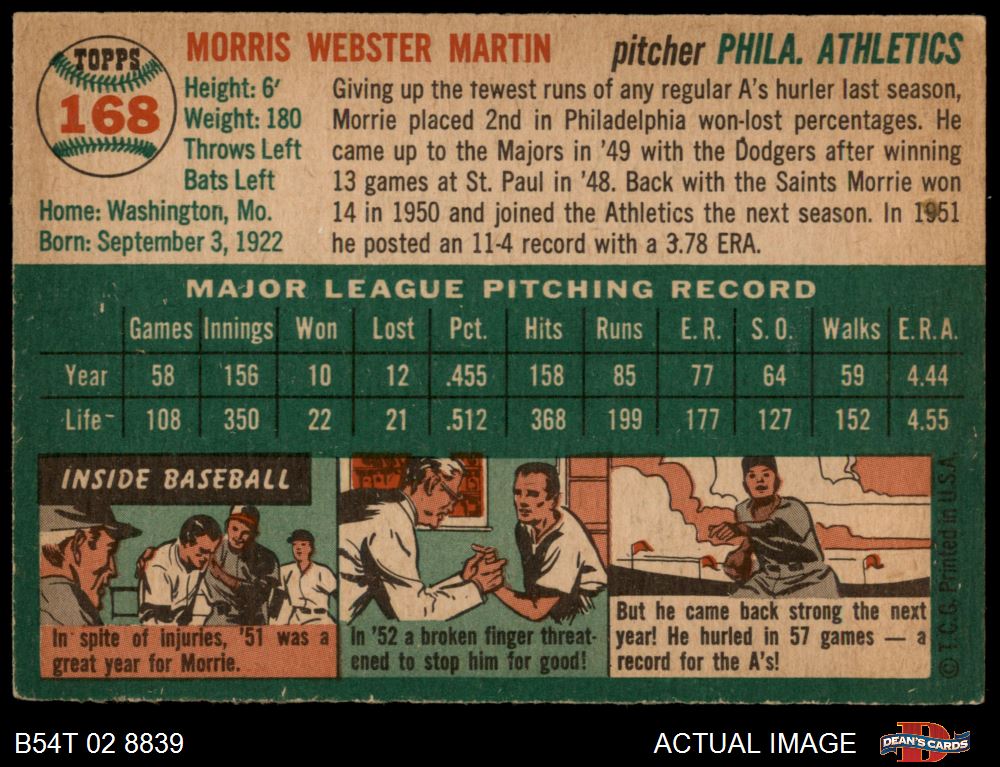 TOPPS
168
MORRIS WEBSTER MARTIN pitcher PHILA. ATHLETICS
Height: 6'
Weight: 180
Throws Left
Bats Left
Home: Washington, Mo.
Born: September 3, 1922
Giving up the fewest runs of any regular A's hurler last season,
Morrie placed 2nd in Philadelphia won-lost percentages. He
came up to the Majors in '49 with the Dodgers after winning
13 games at St. Paul in '48. Back with the Saints Morrie won
14 in 1950 and joined the Athletics the next season. In 1951
he posted an 11-4 record with a 3.78 ERA.
MAJOR LEAGUE PITCHING RECORD
Games Innings Won Lost Pct. Hits Runs E.R. S.O. Walks E.R.A.
Year 58 156 10 12 .455 158 85 77 64 59 4.44
Life- 108 350 22 21 .512 368 199 177 127 152 4.55
INSIDE BASEBALL
In spite of injuries, '51 was a
great year for Morrie.
In '52 a broken finger threat-
ened to stop him for good!
But he came back strong the next
year! He hurled in 57 games — a
record for the A's!
© T.C.G. Printed in U.S.A.
B54T 02 8839
ACTUAL IMAGE
D
DEAN'S CARDS